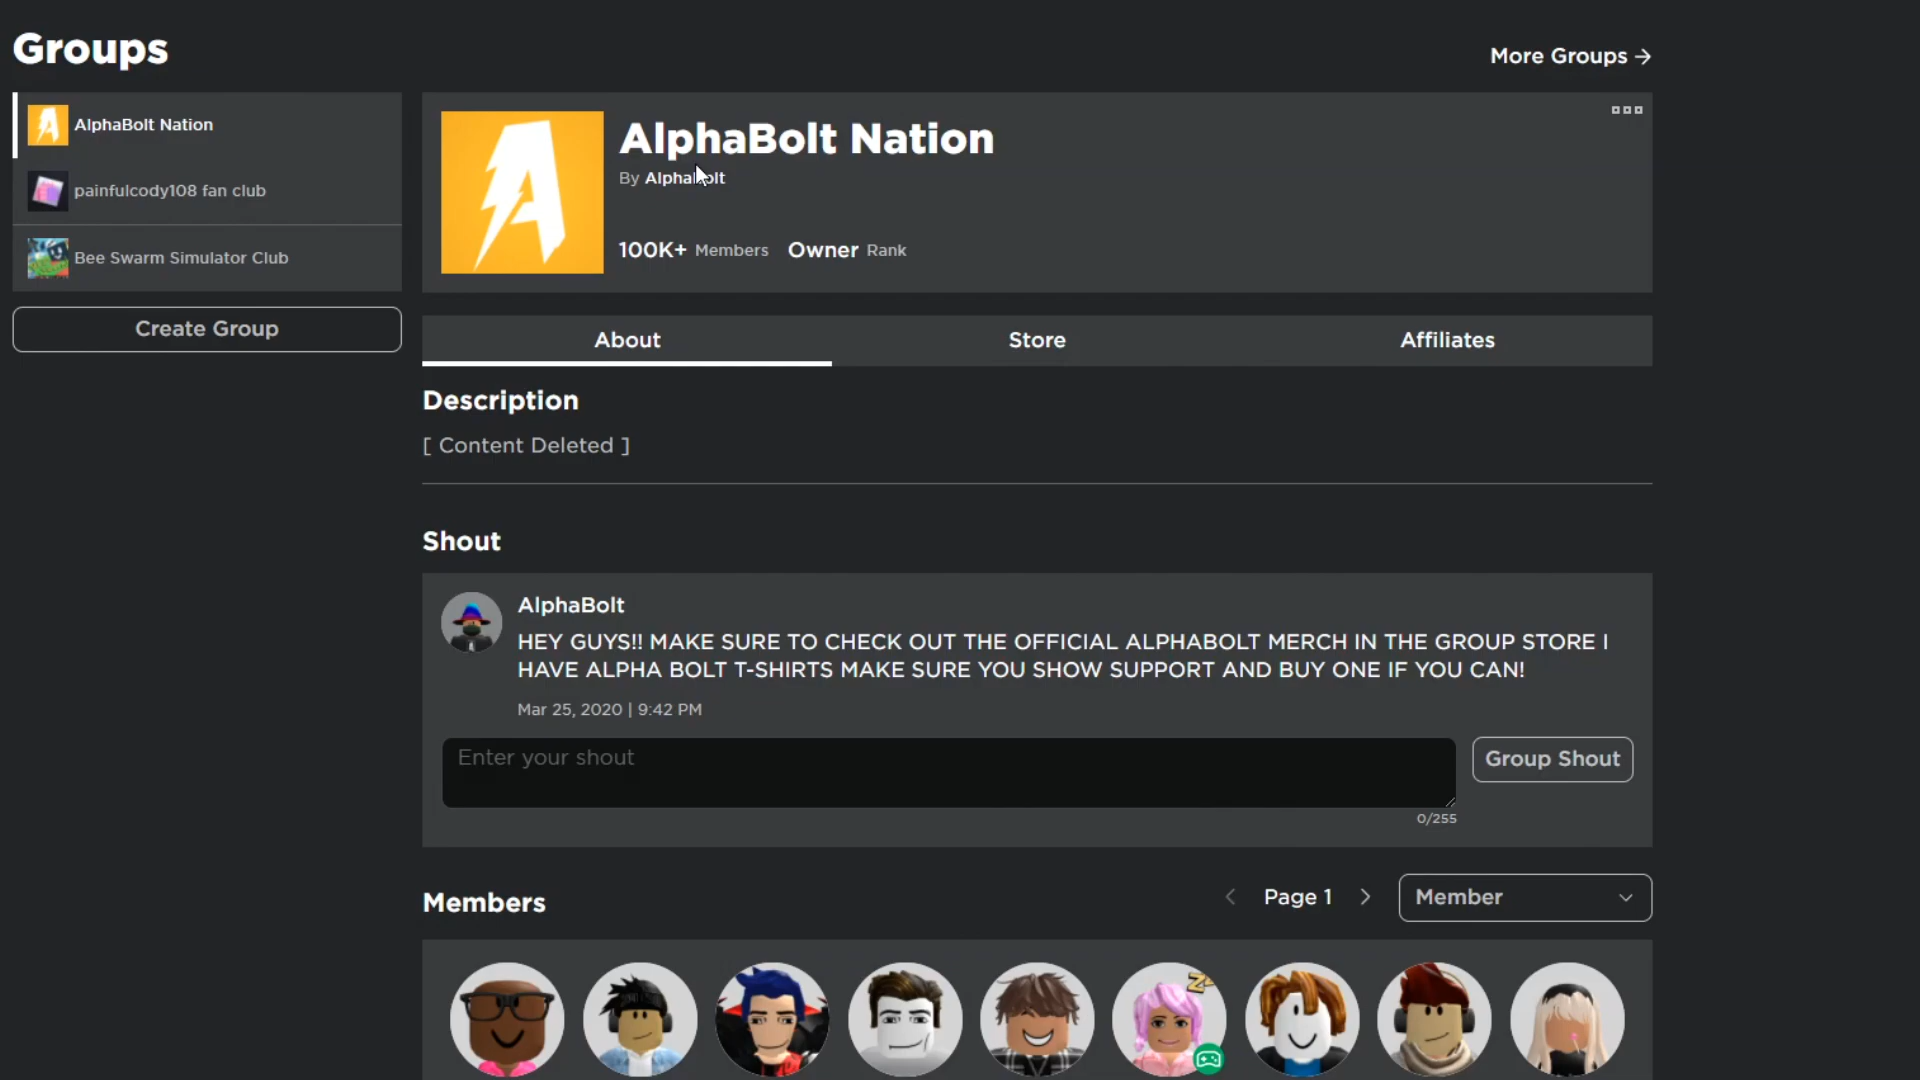 Groups
More Groups →
AlphaBolt Nation
painfulcody108 fan club
Bee Swarm Simulator Club
Create Group
AlphaBolt Nation
By AlphaBolt
100K+ Members Owner Rank
About
Store
Affiliates
Description
[ Content Deleted ]
Shout
AlphaBolt
HEY GUYS!! MAKE SURE TO CHECK OUT THE OFFICIAL ALPHABOLT MERCH IN THE GROUP STORE I
HAVE ALPHA BOLT T-SHIRTS MAKE SURE YOU SHOW SUPPORT AND BUY ONE IF YOU CAN!
Mar 25, 2020 | 9:42 PM
Enter your shout
Group Shout
0/255
Members
Page 1
Member